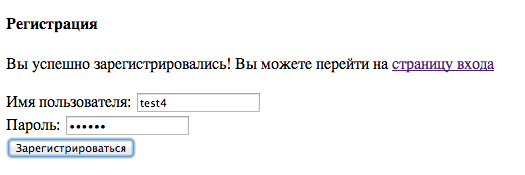 Регистрация
Вы успешно зарегистрировались! Вы можете перейти на страницу входа
Имя пользователя: test4
Пароль: ••••••
Зарегистрироваться